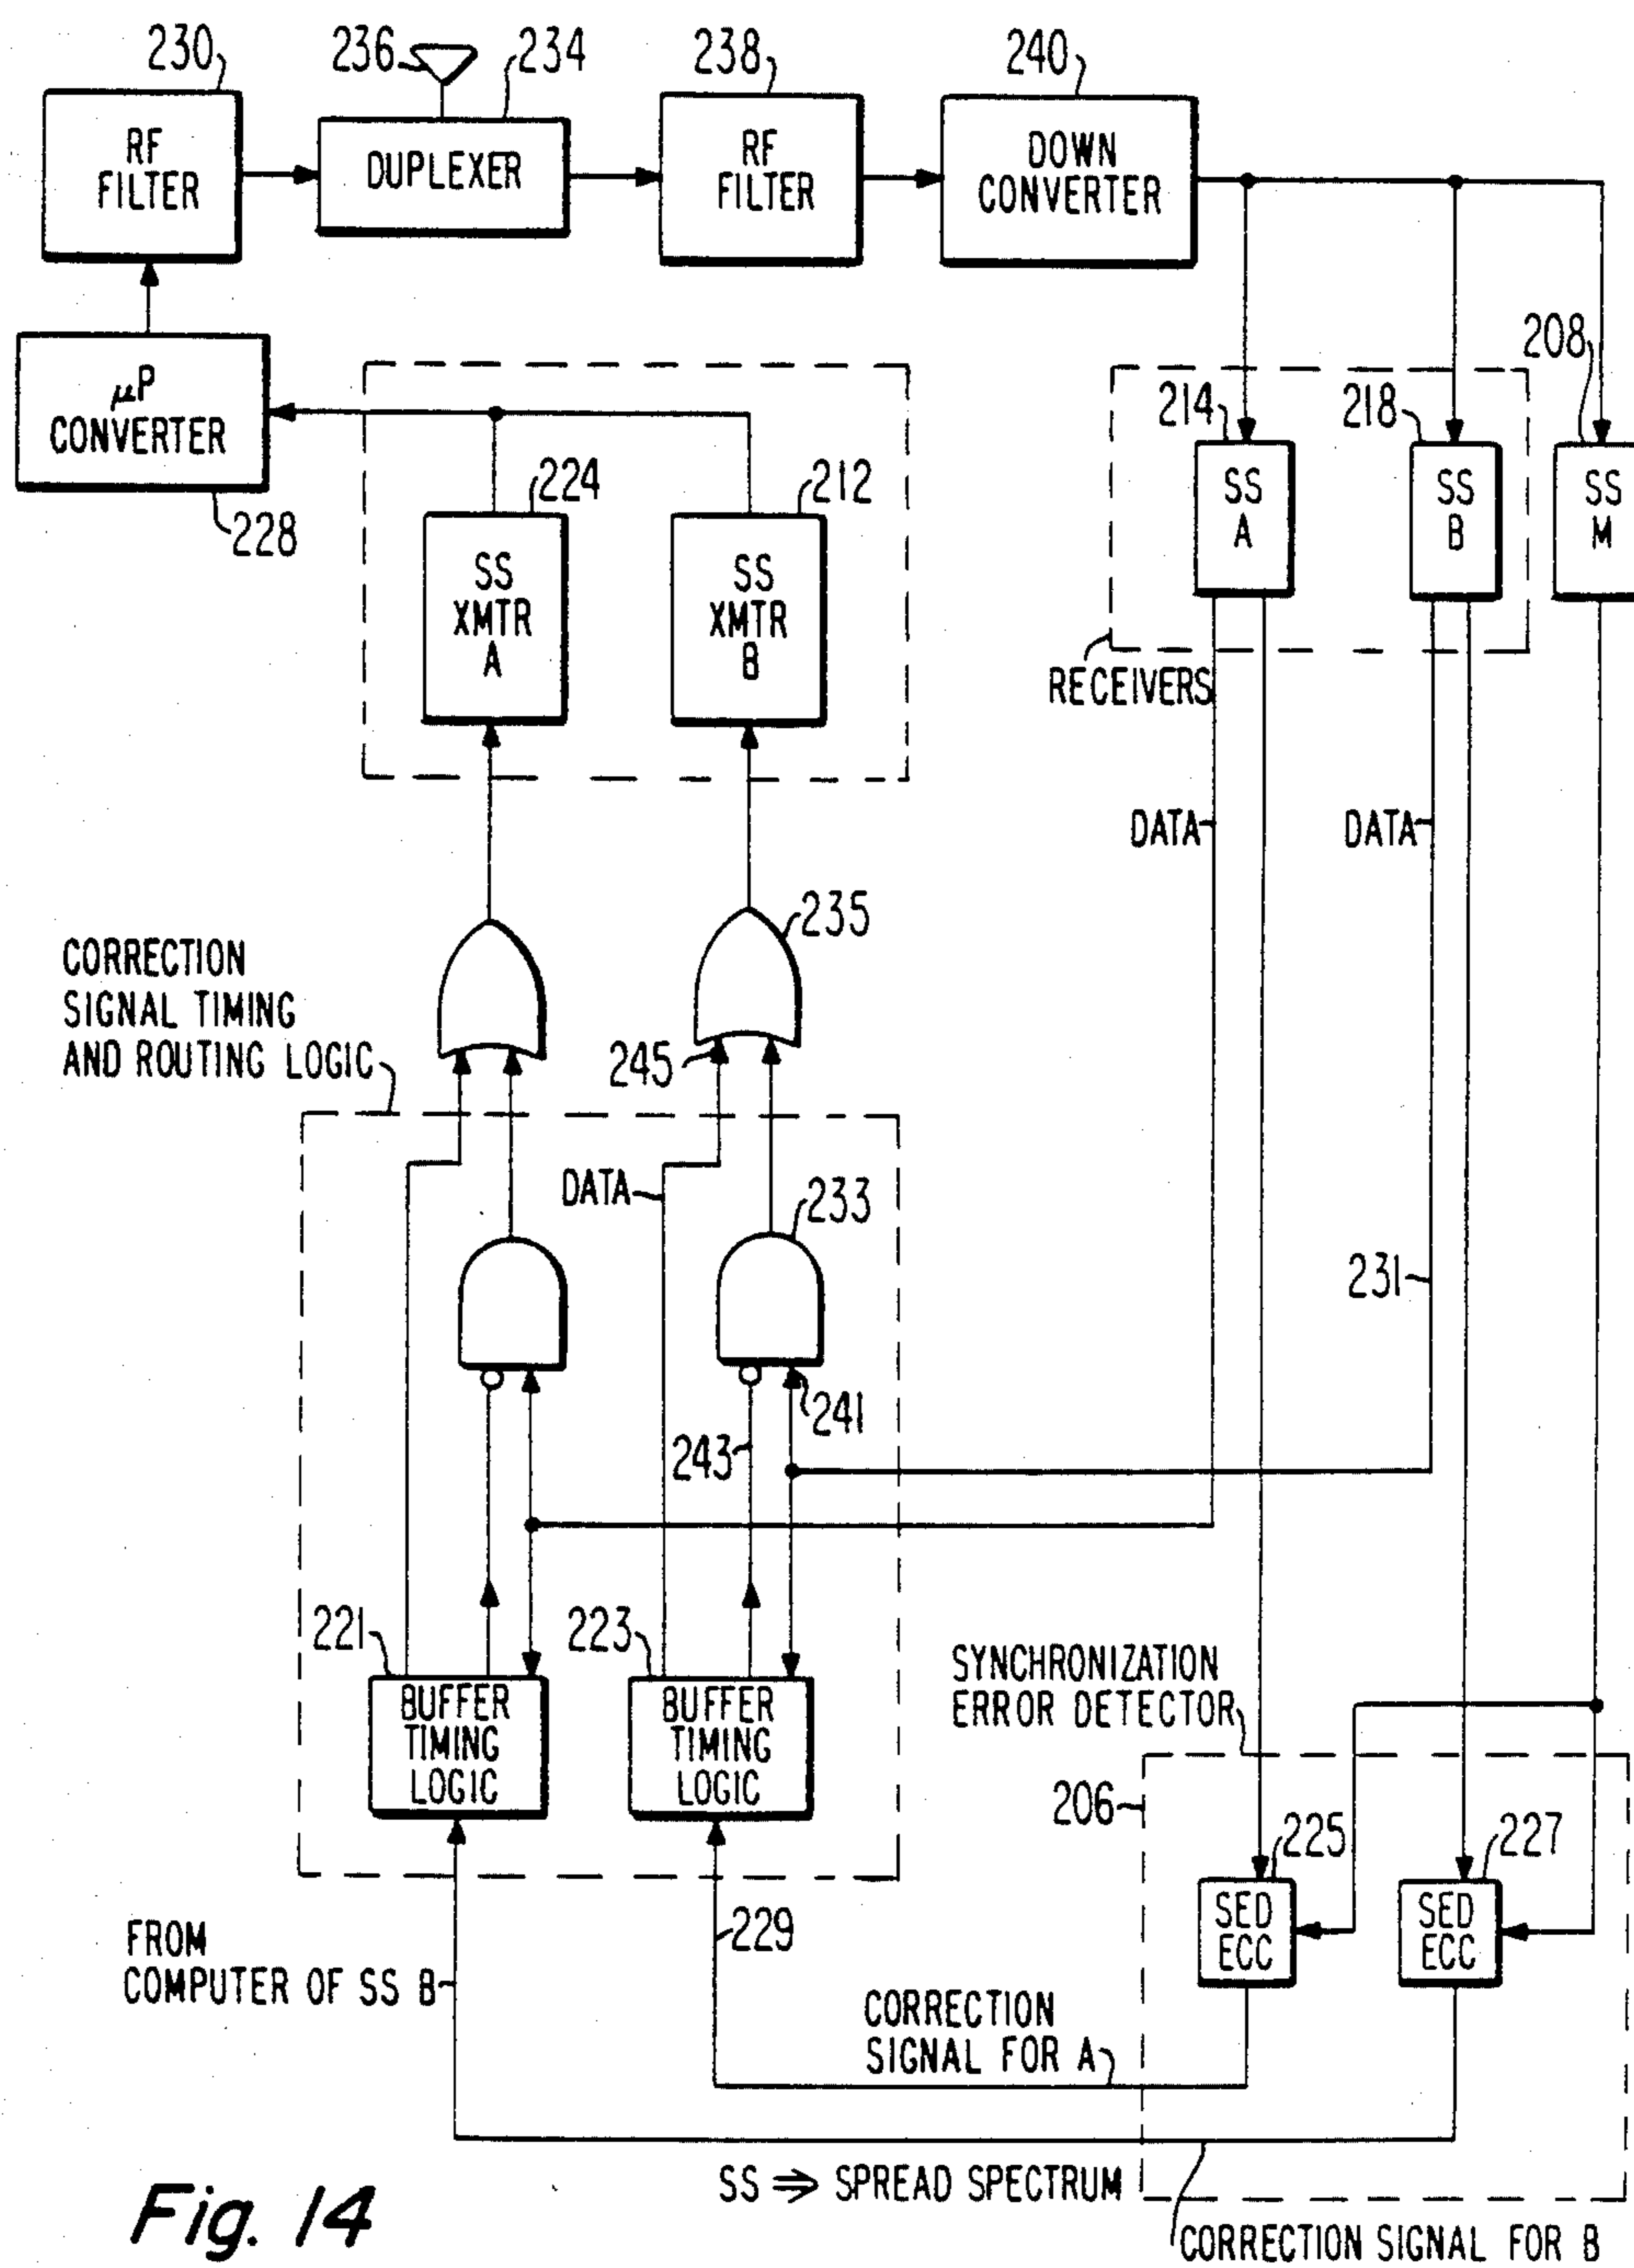 230
236
234
238
240
RF
FILTER
DUPLEXER
RF
FILTER
DOWN
CONVERTER
μP
CONVERTER
228
224
212
SS
XMTR
A
SS
XMTR
B
214
218
208
SS
A
SS
B
SS
M
RECEIVERS
DATA
DATA
235
CORRECTION
SIGNAL TIMING
AND ROUTING LOGIC
245
DATA
233
231
241
243
221
223
BUFFER
TIMING
LOGIC
BUFFER
TIMING
LOGIC
SYNCHRONIZATION
ERROR DETECTOR
206
225
227
SED
ECC
SED
ECC
229
FROM
COMPUTER OF SS B
CORRECTION
SIGNAL FOR A
SS ⇒ SPREAD SPECTRUM
CORRECTION SIGNAL FOR B
Fig. 14